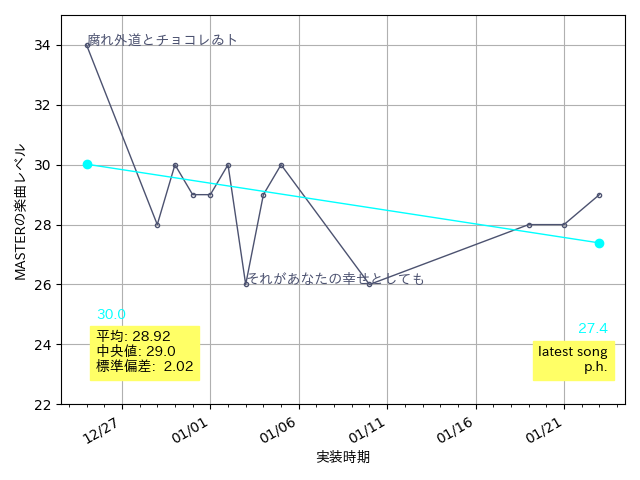 34
32
30
28
26
24
22
MASTERの楽曲レベル
腐れ外道とチョコレゐト
それがあなたの幸せとしても
30.0
平均: 28.92
中央値: 29.0
標準偏差: 2.02
27.4
latest song
p.h.
12/27
01/01
01/06
01/11
01/16
01/21
実装時期